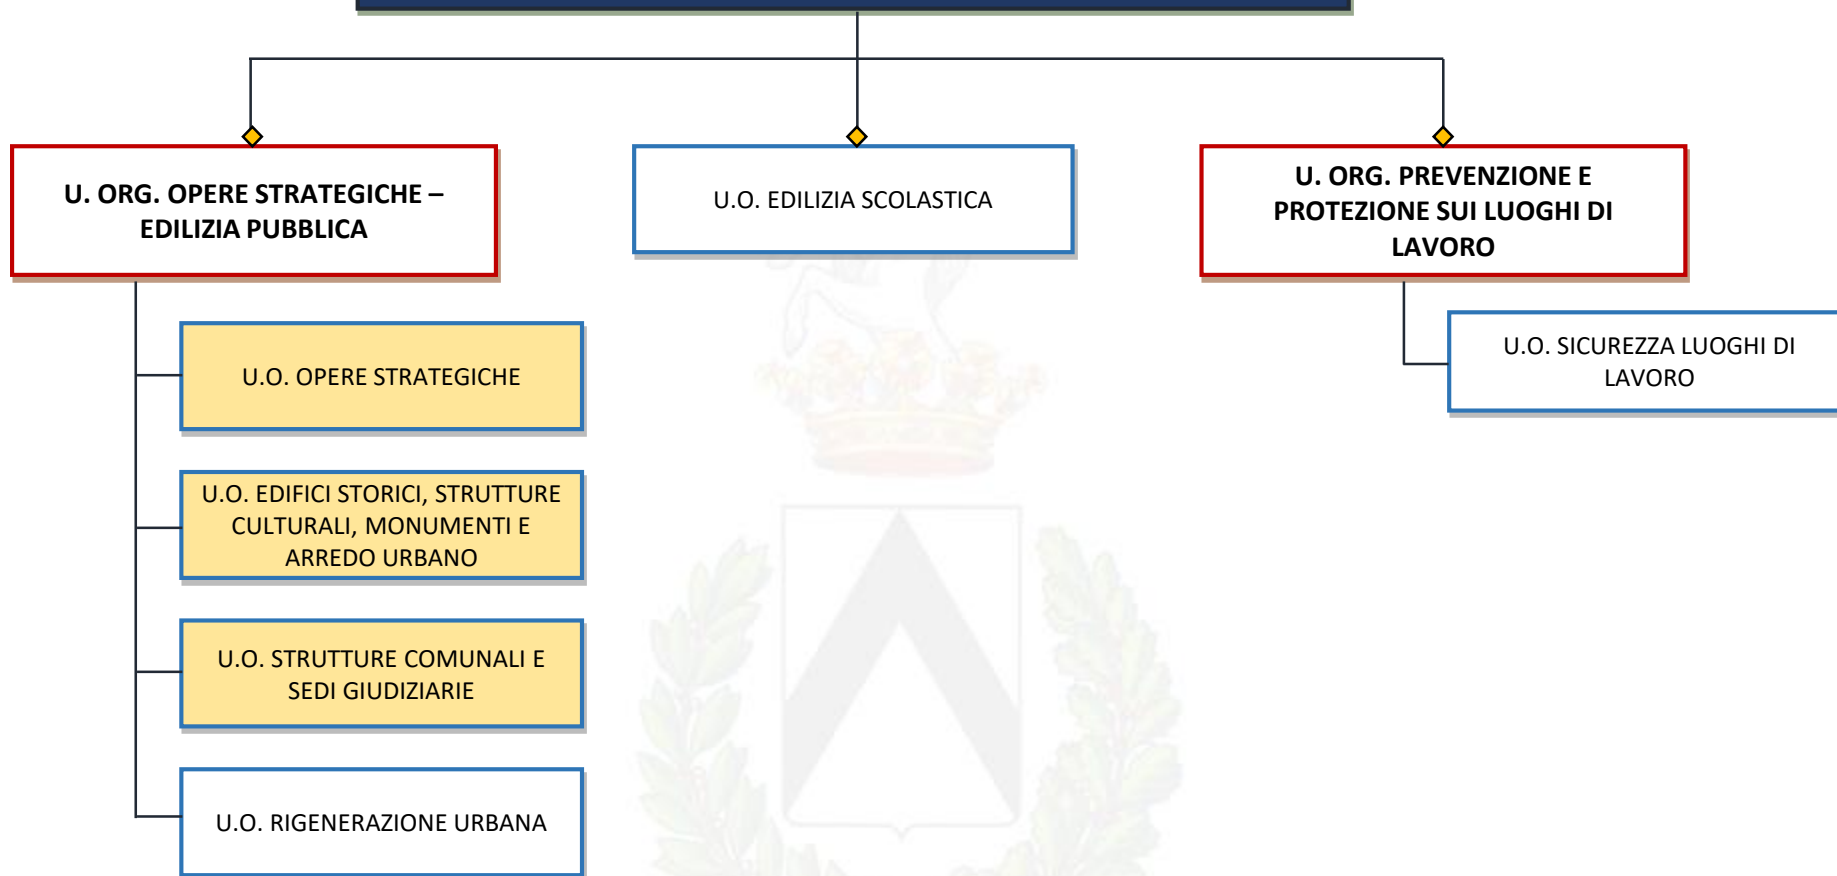 U. ORG. OPERE STRATEGICHE –
EDILIZIA PUBBLICA
U.O. EDILIZIA SCOLASTICA
U. ORG. PREVENZIONE E
PROTEZIONE SUI LUOGHI DI
LAVORO
U.O. OPERE STRATEGICHE
U.O. EDIFICI STORICI, STRUTTURE
CULTURALI, MONUMENTI E
ARREDO URBANO
U.O. STRUTTURE COMUNALI E
SEDI GIUDIZIARIE
U.O. RIGENERAZIONE URBANA
U.O. SICUREZZA LUOGHI DI
LAVORO